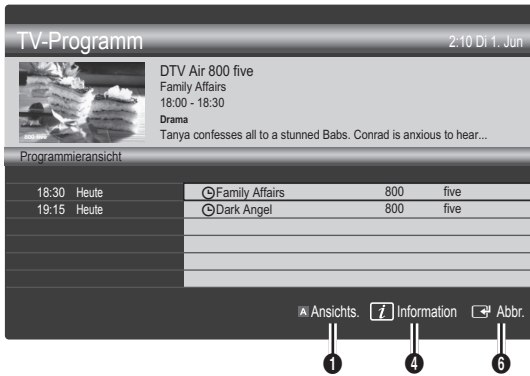 TV-Programm 2:10 Di 1. Jun
DTV Air 800 five
Family Affairs
18:00 - 18:30
Drama
Tanya confesses all to a stunned Babs. Conrad is anxious to hear...
Programmieransicht
18:30 Heute Family Affairs 800 five
19:15 Heute Dark Angel 800 five
A Ansichts. i Information Abbr.
1 4 6